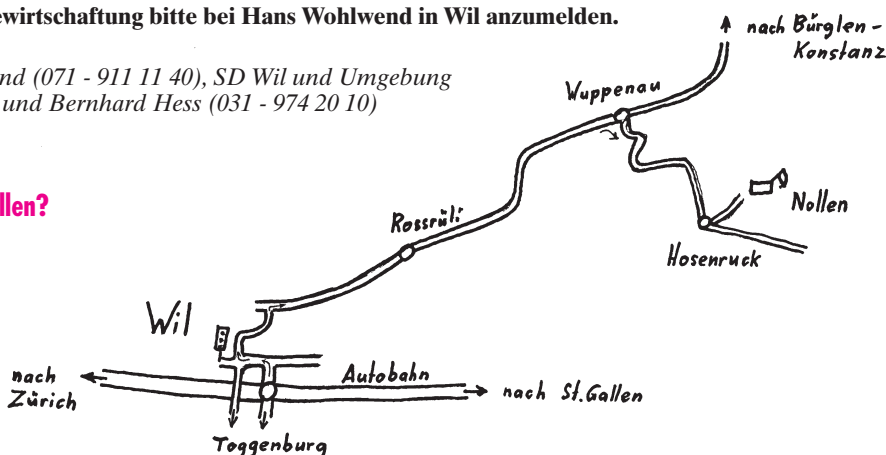 ewirtschaftung bitte bei Hans Wohlwend in Wil anzumelden.
nd (071 - 911 11 40), SD Wil und Umgebung
und Bernhard Hess (031 - 974 20 10)
llen?
nach Bürglen -
Konstanz
Wuppenau
Nollen
Rossrüti
Hosenruck
Wil
nach
Zürich
Autobahn
nach St.Gallen
Toggenburg